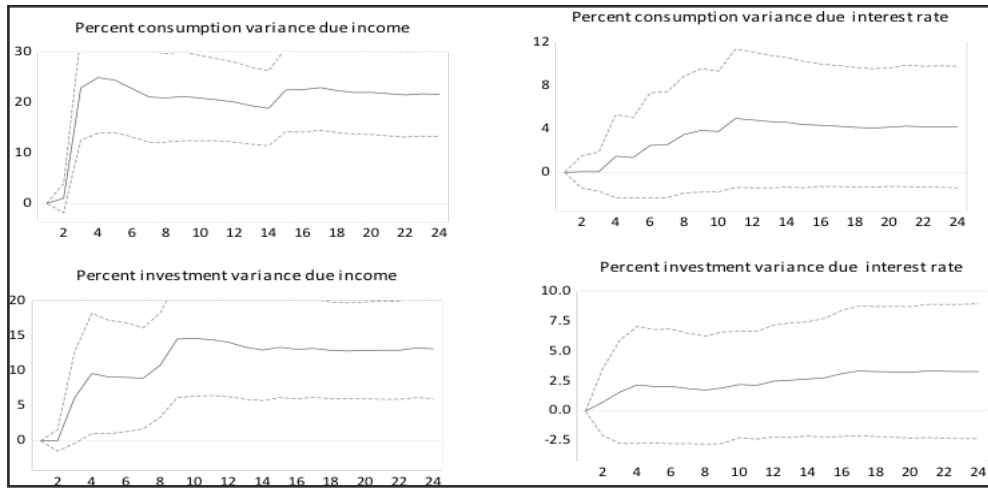 Percent consumption variance due income
30
20
10
0
2 4 6 8 10 12 14 16 18 20 22 24
Percent consumption variance due interest rate
12
8
4
0
2 4 6 8 10 12 14 16 18 20 22 24
Percent investment variance due income
20
15
10
5
0
2 4 6 8 10 12 14 16 18 20 22 24
Percent investment variance due interest rate
10.0
7.5
5.0
2.5
0.0
-2.5
2 4 6 8 10 12 14 16 18 20 22 24